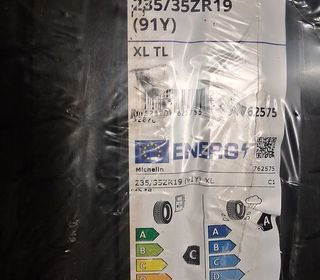 235/35ZR19
(91Y)
XL TL
762575
ENERG
762575
Michelin
235/35ZR19 (91Y) XL
C1
A
A
A
B
B
C
C
C
D